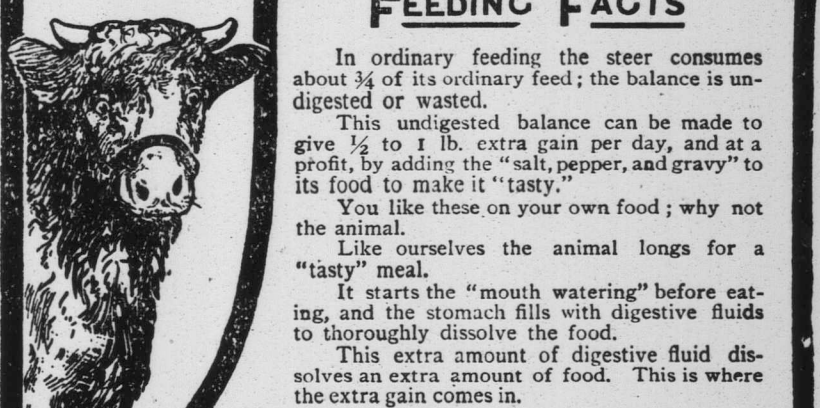 FEEDING FACTS
In ordinary feeding the steer consumes
about ¾ of its ordinary feed; the balance is un-
digested or wasted.
This undigested balance can be made to
give ½ to 1 lb. extra gain per day, and at a
profit, by adding the “salt, pepper, and gravy” to
its food to make it “tasty.”
You like these on your own food; why not
the animal.
Like ourselves the animal longs for a
“tasty” meal.
It starts the “mouth watering” before eat-
ing, and the stomach fills with digestive fluids
to thoroughly dissolve the food.
This extra amount of digestive fluid dis-
solves an extra amount of food. This is where
the extra gain comes in.